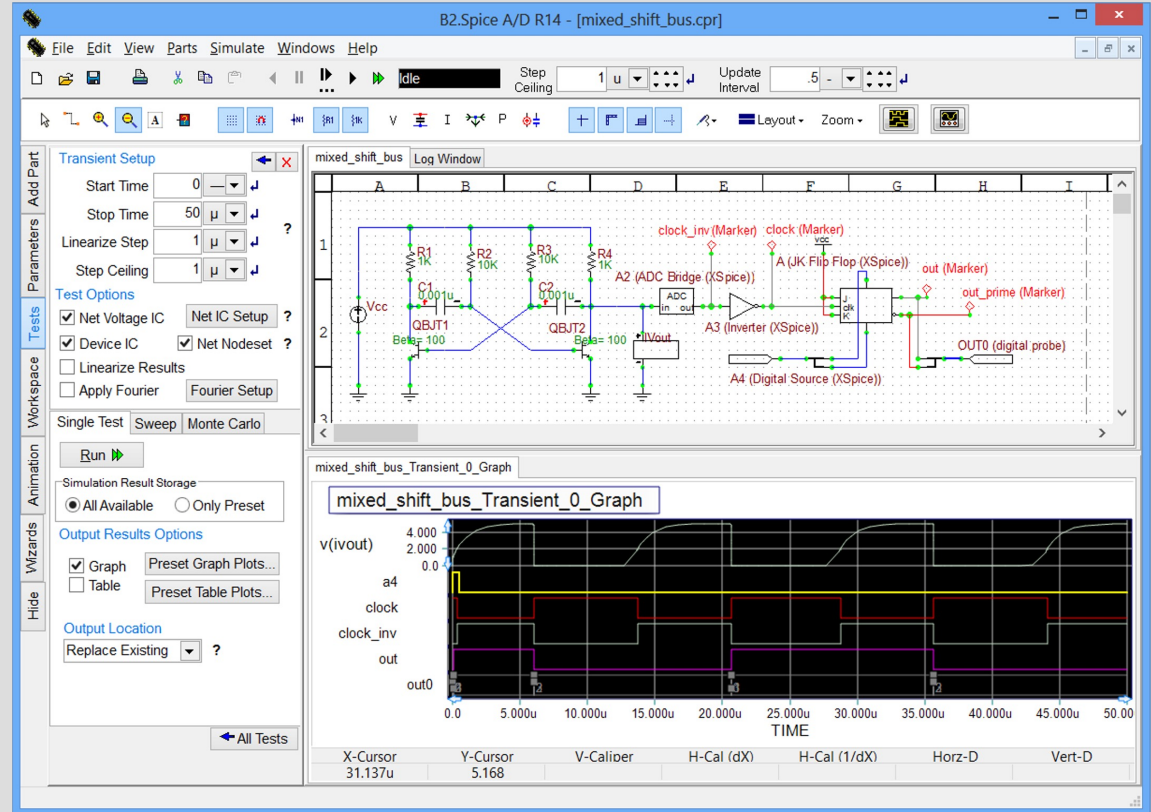 B2.Spice A/D R14 - [mixed_shift_bus.cpr]
File Edit View Parts Simulate Windows Help
Idle
Step Ceiling
1 u
Update Interval
.5 -
A
V
I
P
Layout
Zoom
Add Part
Parameters
Tests
Workspace
Animation
Wizards
Hide
Transient Setup
Start Time 0 —
Stop Time 50 µ
?
Linearize Step 1 µ
Step Ceiling 1 µ
Test Options
Net Voltage IC Net IC Setup ?
Device IC Net Nodeset ?
Linearize Results
Apply Fourier Fourier Setup
Single Test Sweep Monte Carlo
Run
Simulation Result Storage
All Available Only Preset
Output Results Options
Graph Preset Graph Plots...
Table Preset Table Plots...
Output Location
Replace Existing ?
All Tests
mixed_shift_bus Log Window
A B C D E F G H I
1
2
3
clock_inv (Marker) clock (Marker)
vcc
R1
1K
R2
10K
R3
10K
R4
1K
A2 (ADC Bridge (XSpice))
A (JK Flip Flop (XSpice))
out (Marker)
out_prime (Marker)
C1
0.001u
C2
0.001u
ADC
in out
J
clk
K
Vcc
QBJT1
Beta= 100
QBJT2
Beta= 100
IVout
A3 (Inverter (XSpice))
OUT0 (digital probe)
A4 (Digital Source (XSpice))
mixed_shift_bus_Transient_0_Graph
mixed_shift_bus_Transient_0_Graph
v(ivout)
4.000
2.000
0.0
a4
clock
clock_inv
out
out0
0.0 5.000u 10.000u 15.000u 20.000u 25.000u 30.000u 35.000u 40.000u 45.000u 50.00
TIME
X-Cursor Y-Cursor V-Caliper H-Cal (dX) H-Cal (1/dX) Horz-D Vert-D
31.137u 5.168